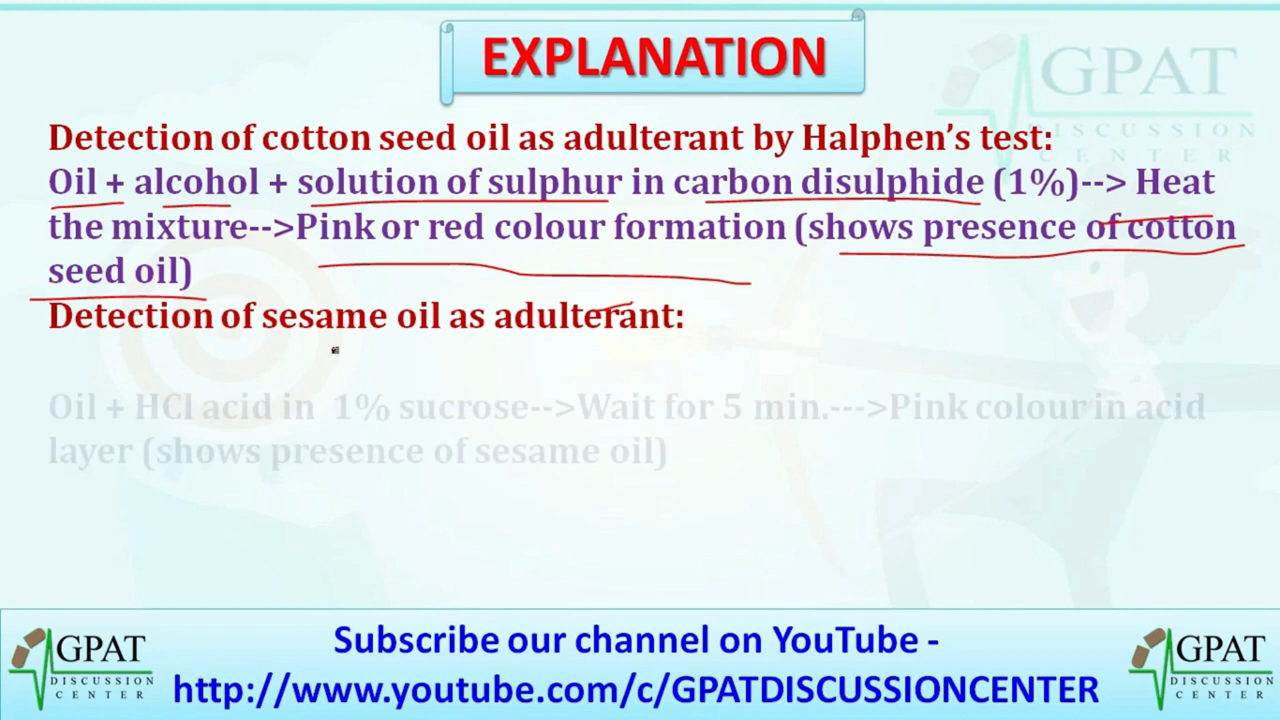 EXPLANATION
GPAT
DISCUSSION
CENTER
Detection of cotton seed oil as adulterant by Halphen’s test:
Oil + alcohol + solution of sulphur in carbon disulphide (1%)--> Heat
the mixture-->Pink or red colour formation (shows presence of cotton
seed oil)
Detection of sesame oil as adulterant:
Oil + HCl acid in 1% sucrose-->Wait for 5 min.--->Pink colour in acid
layer (shows presence of sesame oil)
GPAT
DISCUSSION
CENTER
Subscribe our channel on YouTube -
http://www.youtube.com/c/GPATDISCUSSIONCENTER
GPAT
DISCUSSION
CENTER